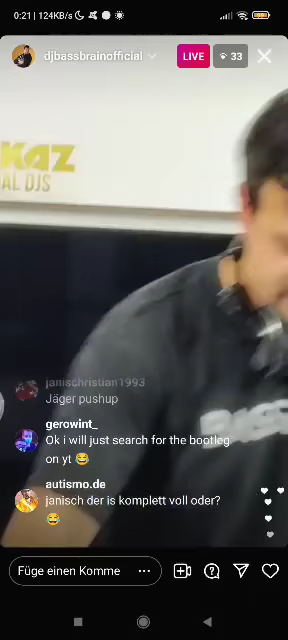 0:21 | 124KB/s
djbassbrainofficial
LIVE
33
KAZ
AL DJS
janischristian1993
Jäger pushup
gerowint_
Ok i will just search for the bootleg
on yt 😂
autismo.de
janisch der is komplett voll oder?
😂
BASS
Füge einen Komme